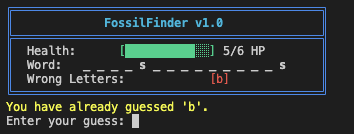 FossilFinder v1.0
Health: [] 5/6 HP
Word: _ _ _ _ s _ _ _ _ _ _ _ _ _ s
Wrong Letters: [b]
You have already guessed 'b'.
Enter your guess: